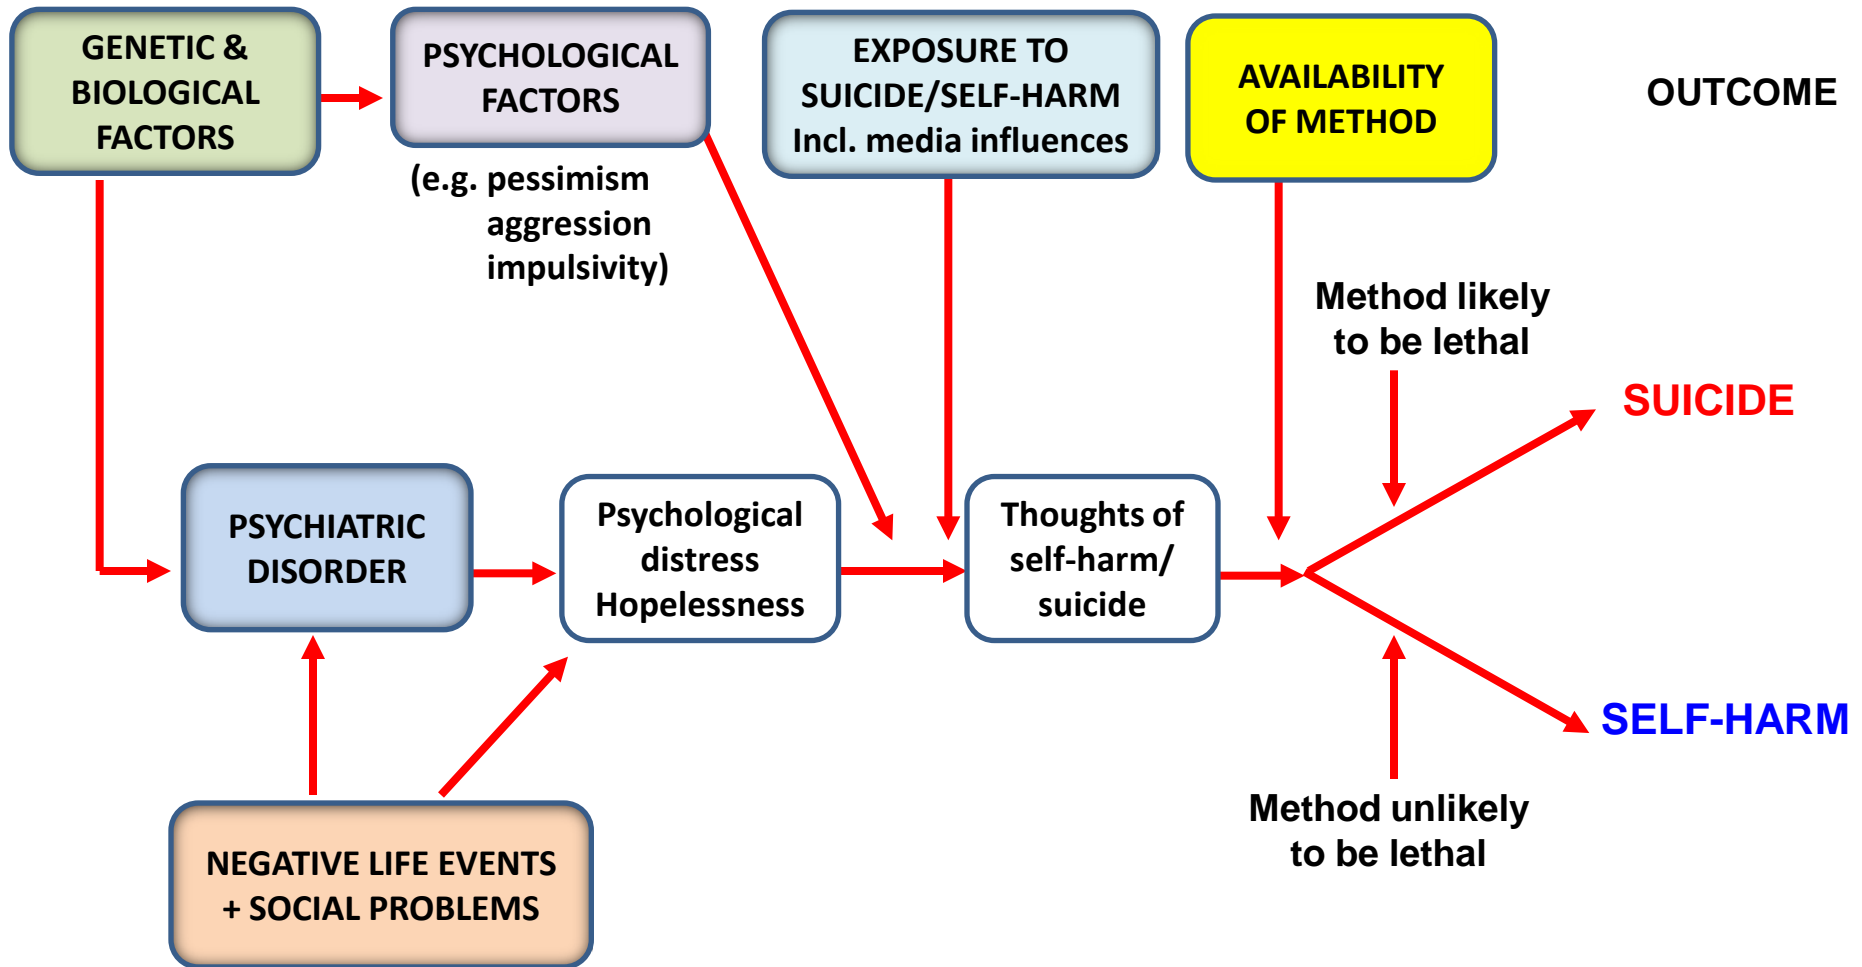 GENETIC &
BIOLOGICAL
FACTORS
PSYCHOLOGICAL
FACTORS
(e.g. pessimism
aggression
impulsivity)
EXPOSURE TO
SUICIDE/SELF-HARM
Incl. media influences
AVAILABILITY
OF METHOD
OUTCOME
Method likely
to be lethal
SUICIDE
PSYCHIATRIC
DISORDER
Psychological
distress
Hopelessness
Thoughts of
self-harm/
suicide
SELF-HARM
Method unlikely
to be lethal
NEGATIVE LIFE EVENTS
+ SOCIAL PROBLEMS